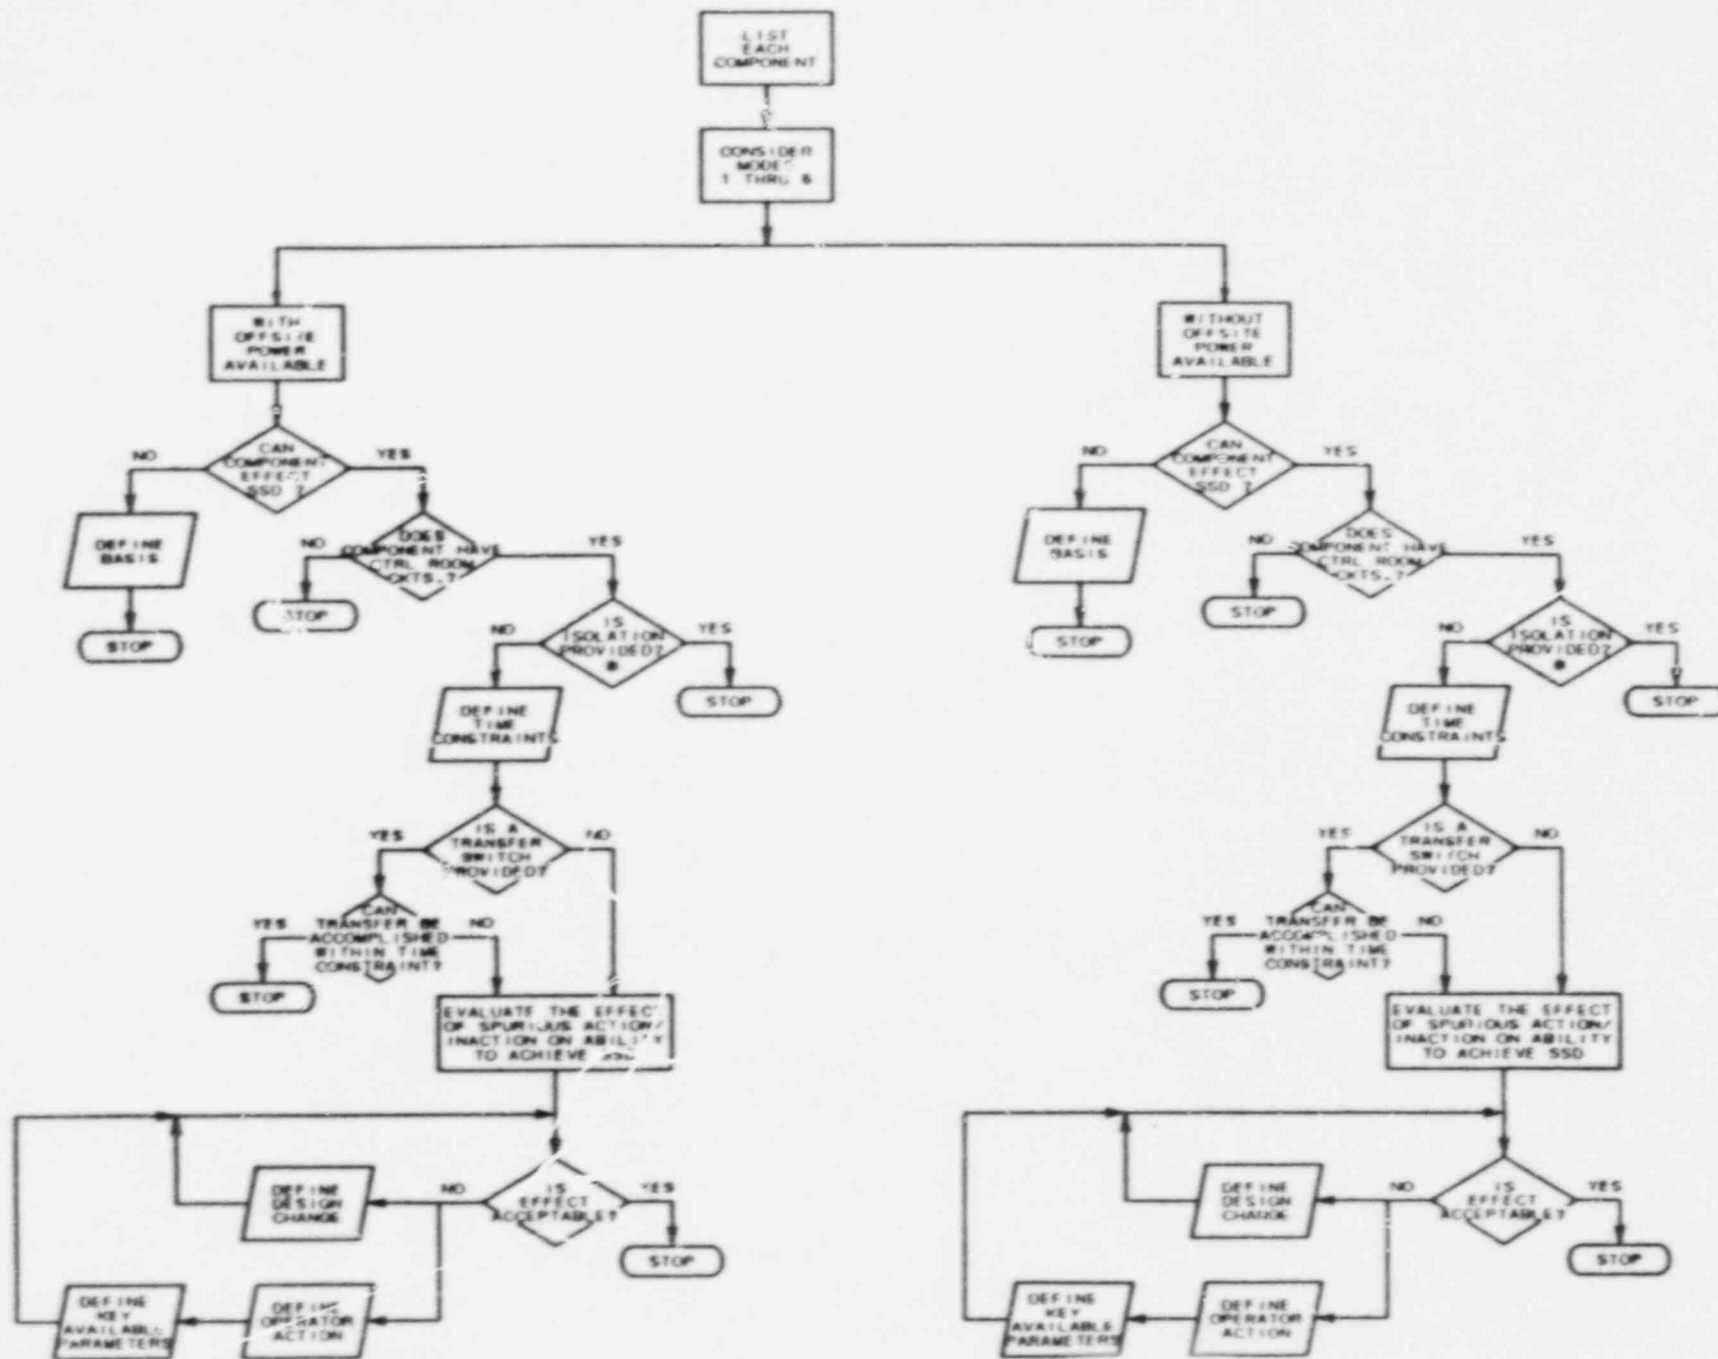 LIST
EACH
COMPONENT
CONSIDER
MODES
1 THRU 6
WITH
OFFSITE
POWER
AVAILABLE
CAN
COMPONENT
EFFECT
SSD ?
NO
YES
DEFINE
BASIS
STOP
DOES
COMPONENT HAVE
CTRL ROOM
CKTS.?
NO
YES
STOP
IS
ISOLATION
PROVIDED?
*
NO
YES
STOP
DEFINE
TIME
CONSTRAINTS
IS A
TRANSFER
SWITCH
PROVIDED?
YES
NO
CAN
TRANSFER BE
ACCOMPLISHED
WITHIN TIME
CONSTRAINT?
YES
NO
STOP
EVALUATE THE EFFECT
OF SPURIOUS ACTION/
INACTION ON ABILITY
TO ACHIEVE SSD
IS
EFFECT
ACCEPTABLE?
NO
YES
STOP
DEFINE
DESIGN
CHANGE
DEFINE
OPERATOR
ACTION
DEFINE
KEY
AVAILABLE
PARAMETERS
WITHOUT
OFFSITE
POWER
AVAILABLE
CAN
COMPONENT
EFFECT
SSD ?
NO
YES
DEFINE
BASIS
STOP
DOES
COMPONENT HAVE
CTRL ROOM
CKTS.?
NO
YES
STOP
IS
ISOLATION
PROVIDED?
*
NO
YES
STOP
DEFINE
TIME
CONSTRAINTS
IS A
TRANSFER
SWITCH
PROVIDED?
YES
NO
CAN
TRANSFER BE
ACCOMPLISHED
WITHIN TIME
CONSTRAINT?
YES
NO
STOP
EVALUATE THE EFFECT
OF SPURIOUS ACTION/
INACTION ON ABILITY
TO ACHIEVE SSD
IS
EFFECT
ACCEPTABLE?
NO
YES
STOP
DEFINE
DESIGN
CHANGE
DEFINE
OPERATOR
ACTION
DEFINE
KEY
AVAILABLE
PARAMETERS